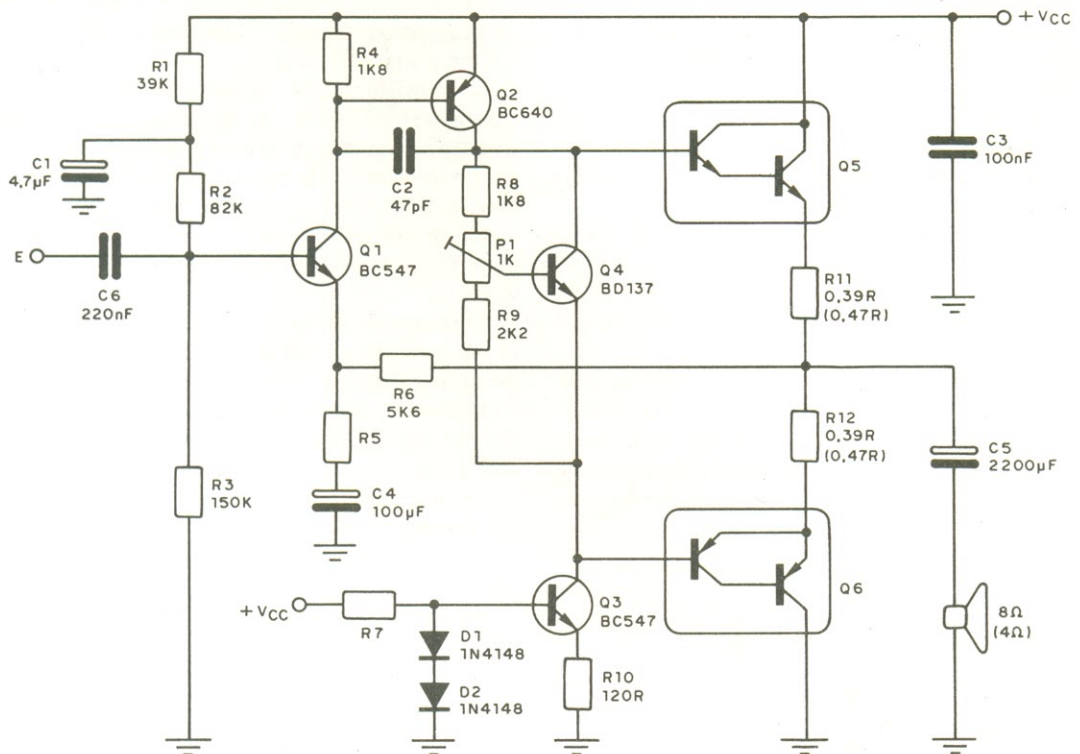 + VCC
R1
39K
R4
1K8
Q2
BC640
C1
4,7µF
R2
82K
C2
47pF
R8
1K8
Q5
C3
100nF
E
C6
220nF
Q1
BC547
P1
1K
Q4
BD137
R9
2K2
R11
0,39R
(0,47R)
R6
5K6
R5
R12
0,39R
(0,47R)
C5
2200µF
R3
150K
C4
100µF
+ VCC
R7
Q3
BC547
Q6
D1
1N4148
D2
1N4148
R10
120R
8Ω
(4Ω)